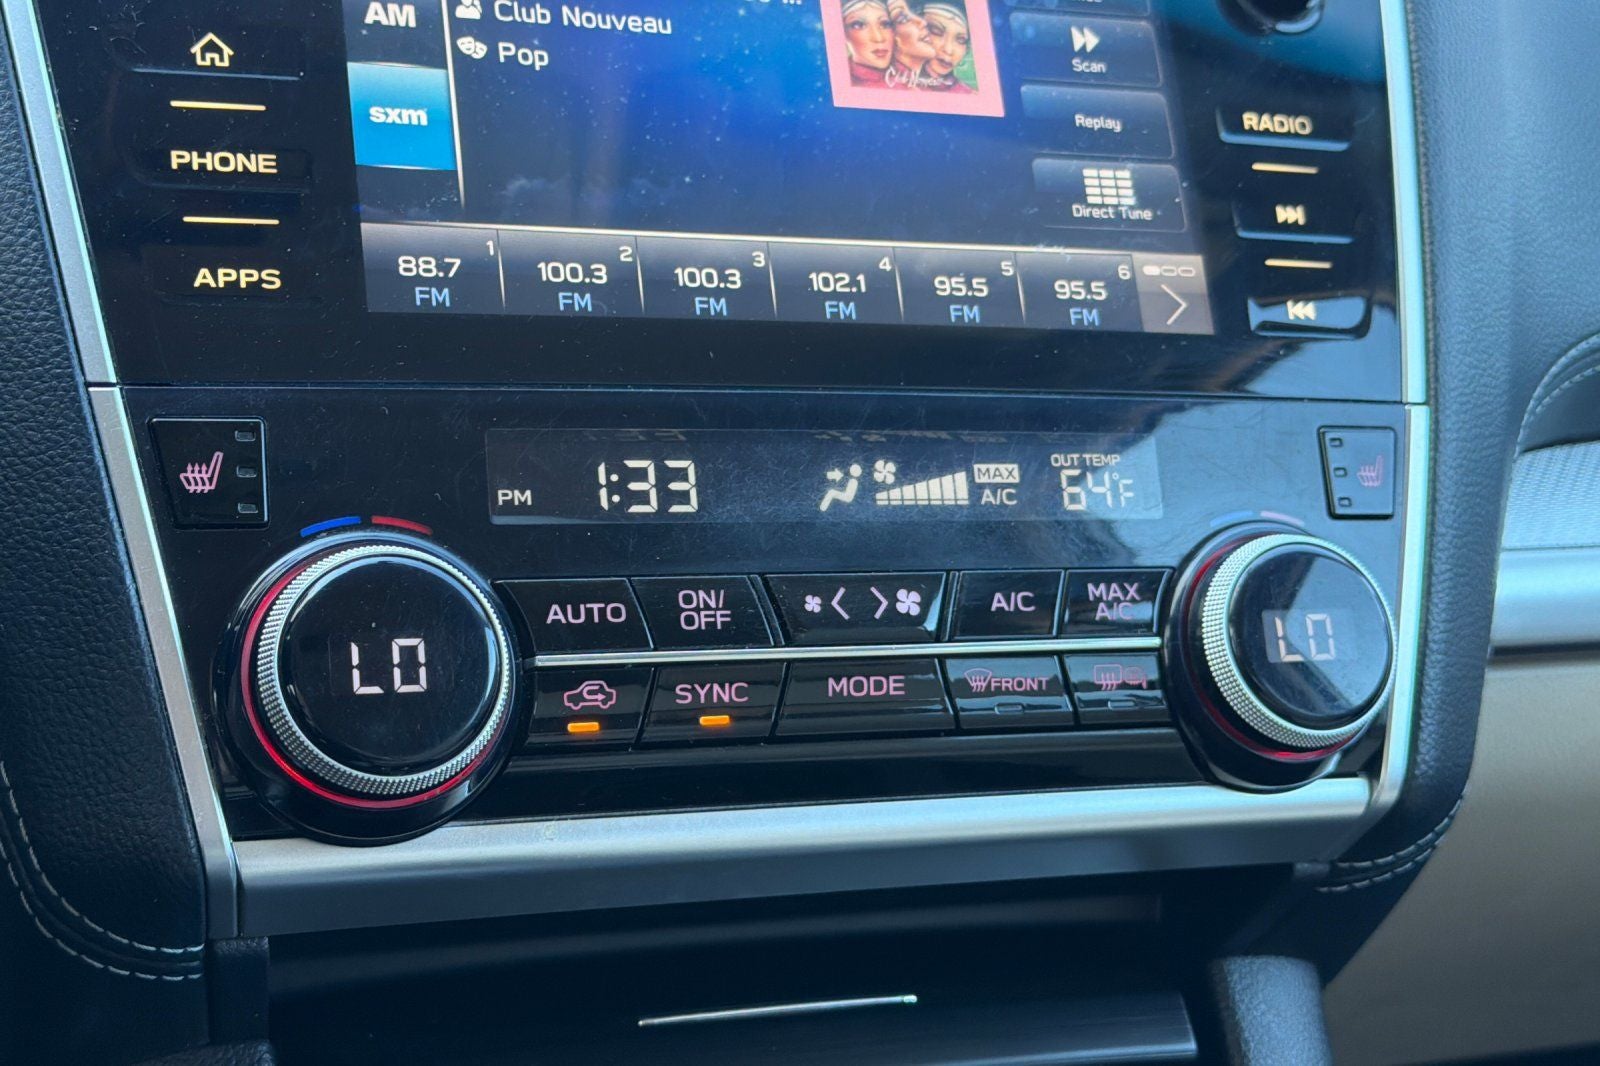 AM
Club Nouveau
Pop
Club Nouveau
Scan
sxm
Replay
Direct Tune
PHONE
APPS
RADIO
1
88.7
FM
2
100.3
FM
3
100.3
FM
4
102.1
FM
5
95.5
FM
6
95.5
FM
PM 1:33
MAX
A/C
OUT TEMP
64°F
LO
AUTO
ON/
OFF
A/C
MAX
A/C
LO
SYNC
MODE
FRONT